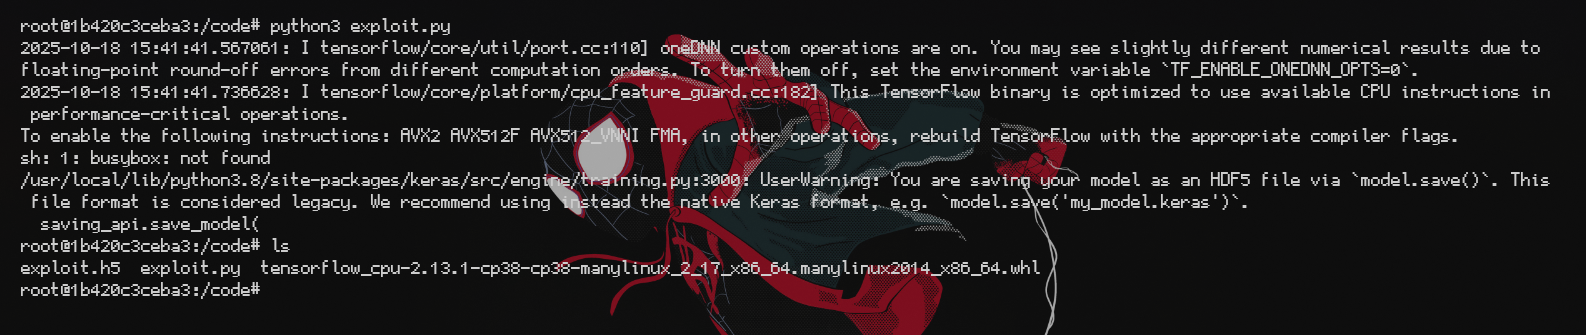 root@1b420c3ceba3:/code# python3 exploit.py
2025-10-18 15:41:41.567061: I tensorflow/core/util/port.cc:110] oneDNN custom operations are on. You may see slightly different numerical results due to
floating-point round-off errors from different computation orders. To turn them off, set the environment variable `TF_ENABLE_ONEDNN_OPTS=0`.
2025-10-18 15:41:41.736628: I tensorflow/core/platform/cpu_feature_guard.cc:182] This TensorFlow binary is optimized to use available CPU instructions in
 performance-critical operations.
To enable the following instructions: AVX2 AVX512F AVX512_VNNI FMA, in other operations, rebuild TensorFlow with the appropriate compiler flags.
sh: 1: busybox: not found
/usr/local/lib/python3.8/site-packages/keras/src/engine/training.py:3000: UserWarning: You are saving your model as an HDF5 file via `model.save()`. This
 file format is considered legacy. We recommend using instead the native Keras format, e.g. `model.save('my_model.keras')`.
  saving_api.save_model(
root@1b420c3ceba3:/code# ls
exploit.h5  exploit.py  tensorflow_cpu-2.13.1-cp38-cp38-manylinux_2_17_x86_64.manylinux2014_x86_64.whl
root@1b420c3ceba3:/code#